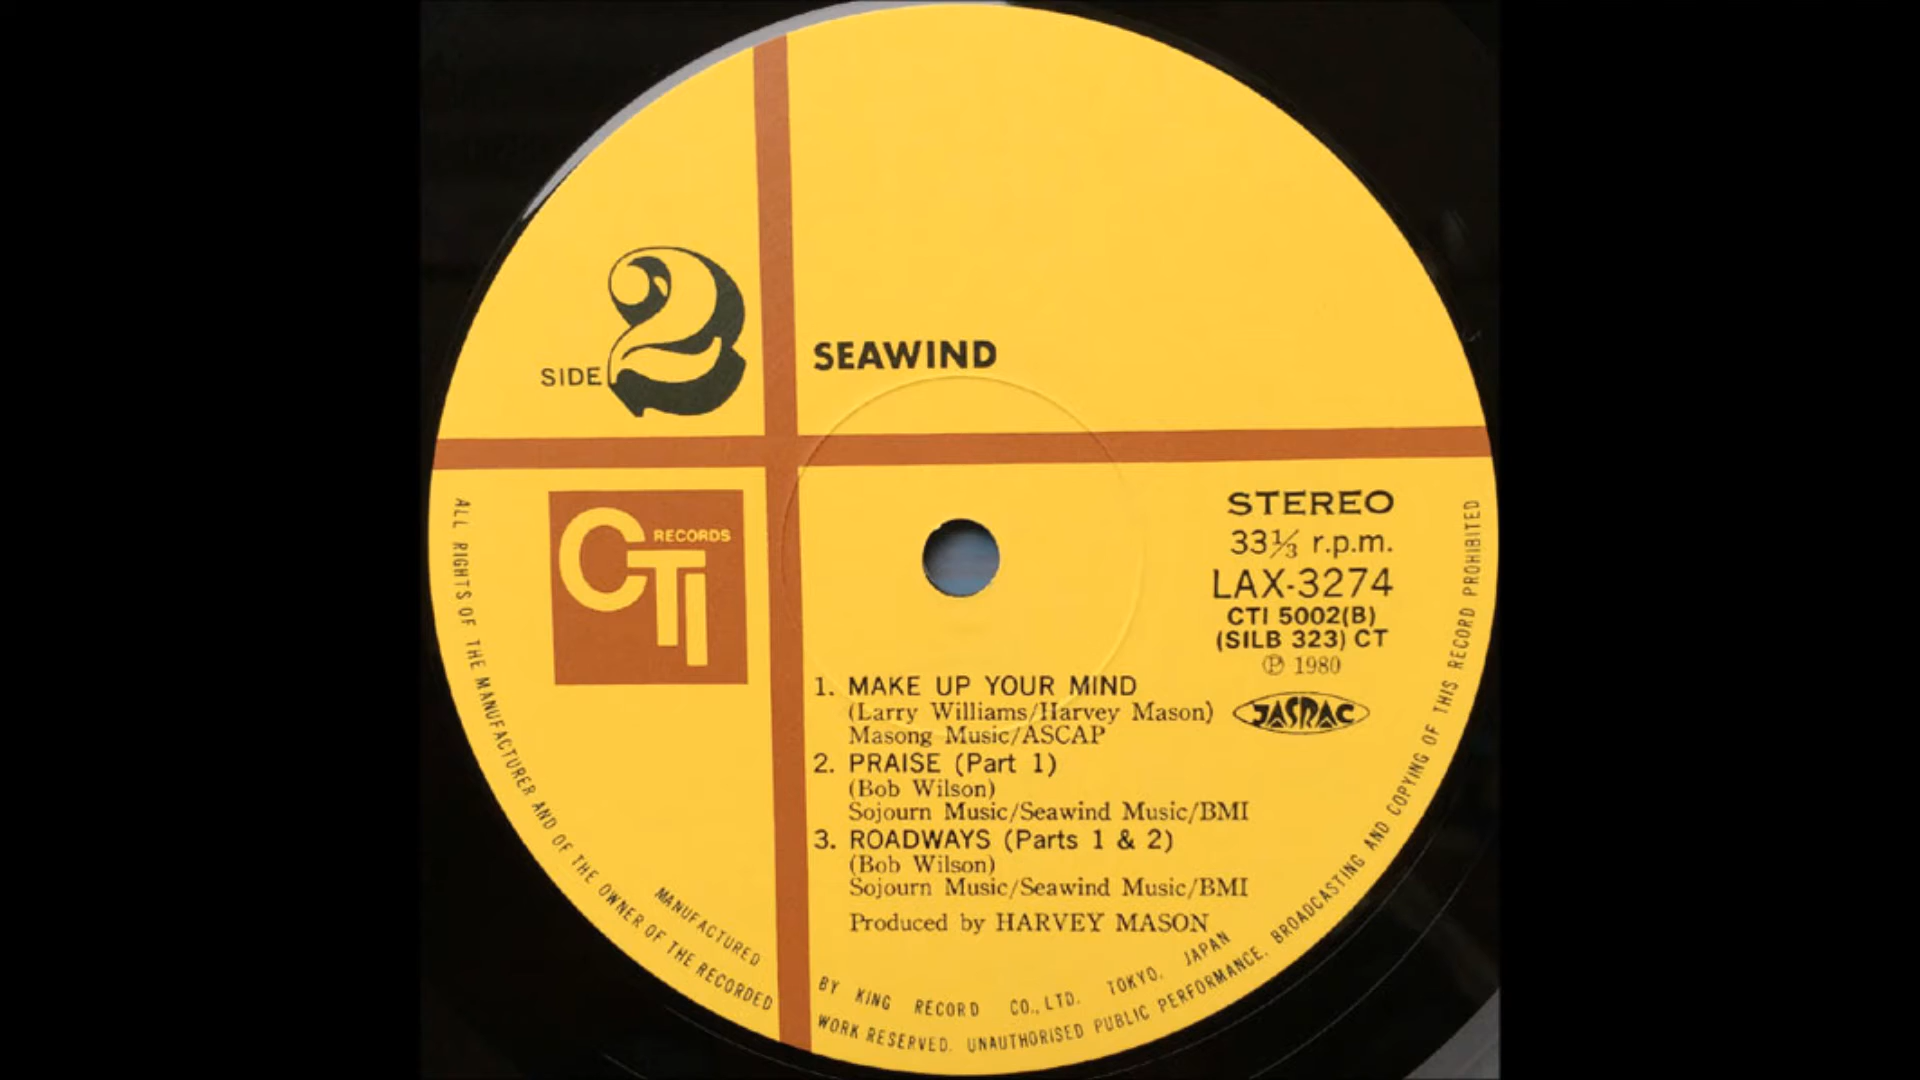 SIDE 2
SEAWIND
CTI RECORDS
STEREO
33⅓ r.p.m.
LAX-3274
CTI 5002(B)
(SILB 323) CT
℗ 1980
JASRAC
1. MAKE UP YOUR MIND
(Larry Williams/Harvey Mason)
Masong Music/ASCAP
2. PRAISE (Part 1)
(Bob Wilson)
Sojourn Music/Seawind Music/BMI
3. ROADWAYS (Parts 1 & 2)
(Bob Wilson)
Sojourn Music/Seawind Music/BMI
Produced by HARVEY MASON
MANUFACTURED BY KING RECORD CO., LTD. TOKYO. JAPAN
ALL RIGHTS OF THE MANUFACTURER AND OF THE OWNER OF THE RECORDED WORK RESERVED. UNAUTHORISED PUBLIC PERFORMANCE. BROADCASTING AND COPYING OF THIS RECORD PROHIBITED